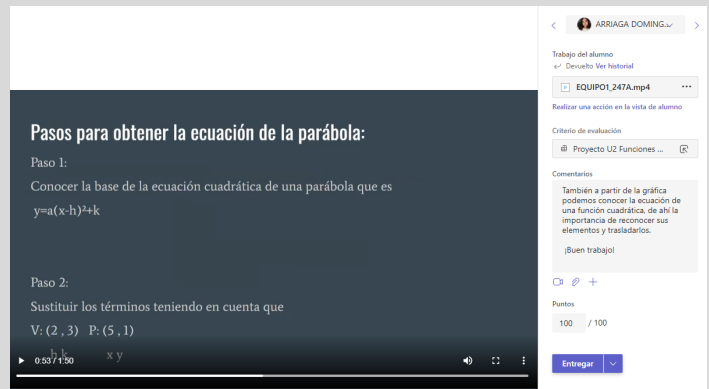 Pasos para obtener la ecuación de la parábola:
Paso 1:
Conocer la base de la ecuación cuadrática de una parábola que es
y=a(x-h)²+k
Paso 2:
Sustituir los términos teniendo en cuenta que
V: (2 , 3) P: (5 , 1)
h k x y
0:53 / 1:50
ARRIAGA DOMING...
Trabajo del alumno
Devuelto Ver historial
EQUIPO1_247A.mp4
Realizar una acción en la vista de alumno
Criterio de evaluación
Proyecto U2 Funciones ...
Comentarios
También a partir de la gráfica
podemos conocer la ecuación de
una función cuadrática, de ahí la
importancia de reconocer sus
elementos y trasladarlos.
¡Buen trabajo!
Puntos
100 / 100
Entregar